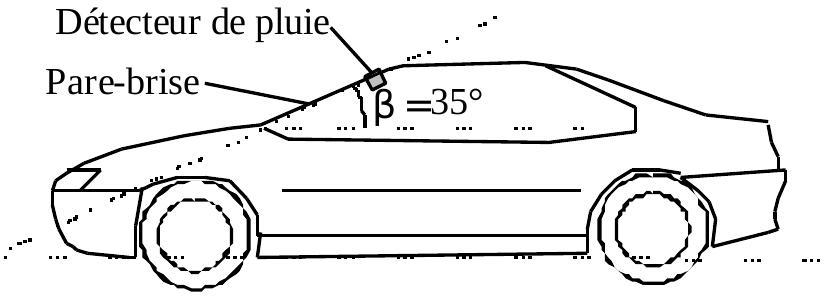 Détecteur de pluie
Pare-brise
β =35°